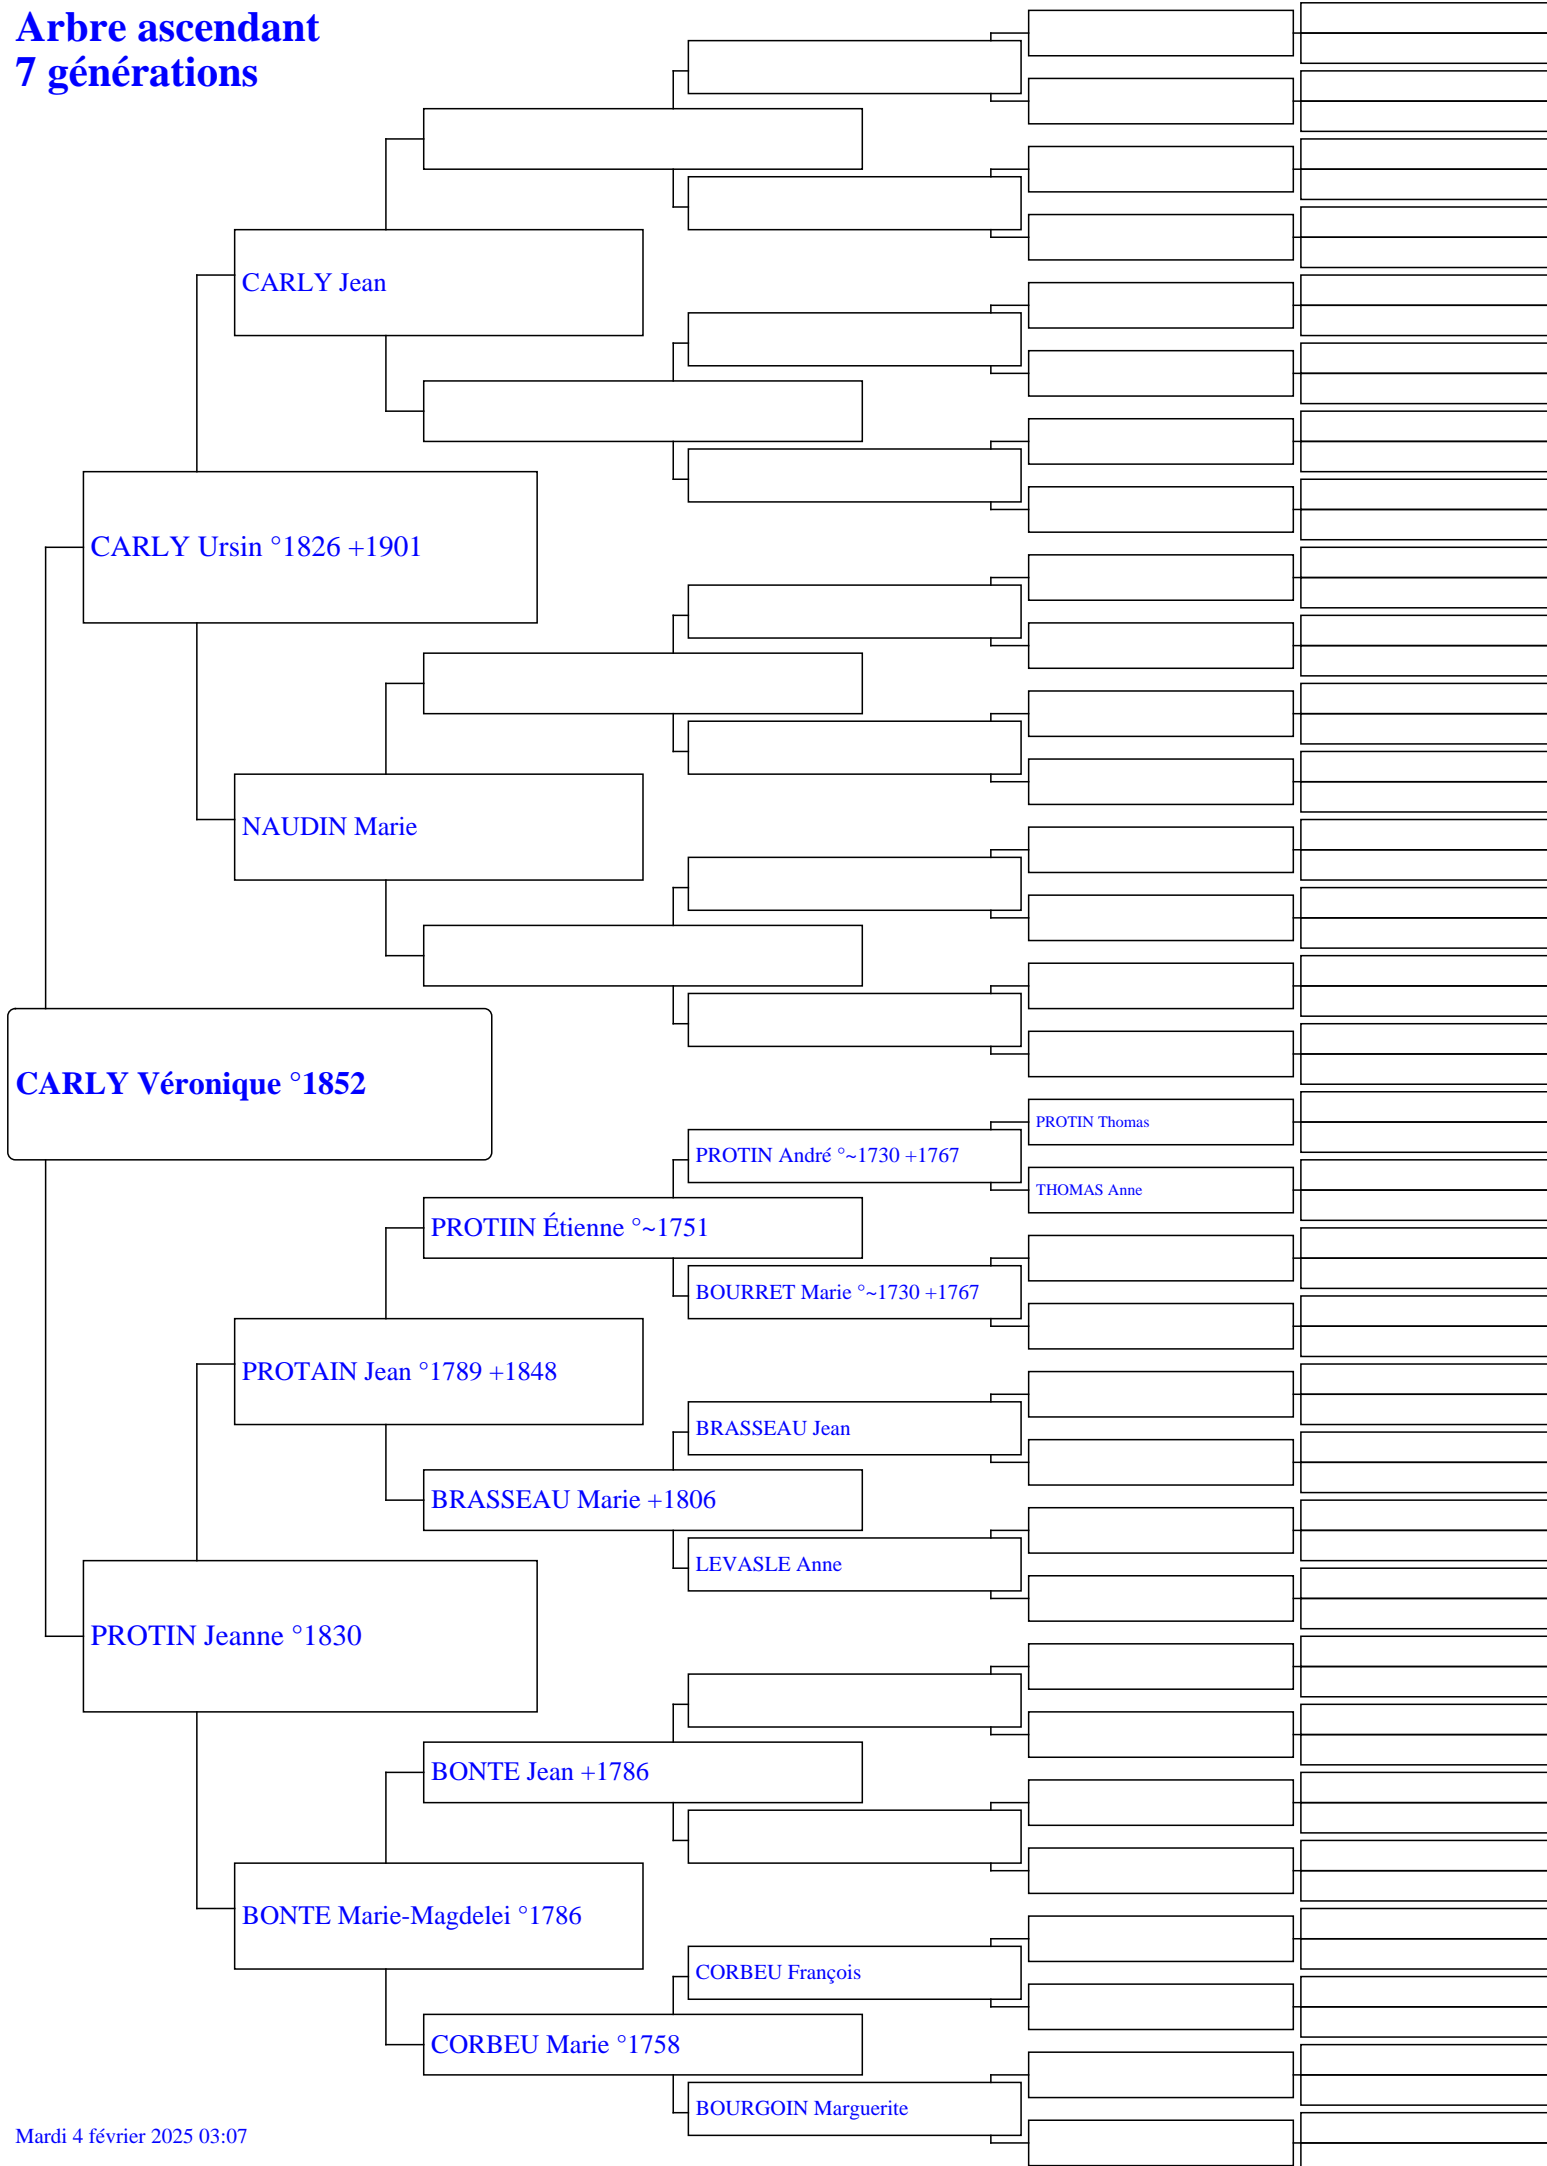 Arbre ascendant
7 générations
CARLY Jean
CARLY Ursin °1826 +1901
NAUDIN Marie
CARLY Véronique °1852
PROTIN Thomas
PROTIN André °~1730 +1767
THOMAS Anne
PROTIIN Étienne °~1751
BOURRET Marie °~1730 +1767
PROTAIN Jean °1789 +1848
BRASSEAU Jean
BRASSEAU Marie +1806
LEVASLE Anne
PROTIN Jeanne °1830
BONTE Jean +1786
BONTE Marie-Magdelei °1786
CORBEU François
CORBEU Marie °1758
BOURGOIN Marguerite
Mardi 4 février 2025 03:07